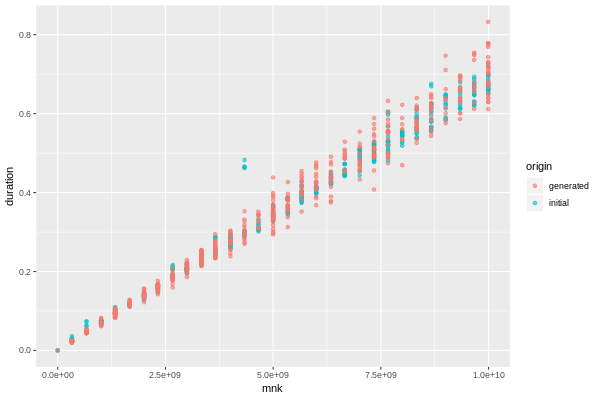 0.8
0.6
0.4
0.2
0.0
duration
0.0e+00
2.5e+09
5.0e+09
7.5e+09
1.0e+10
mnk
origin
generated
initial